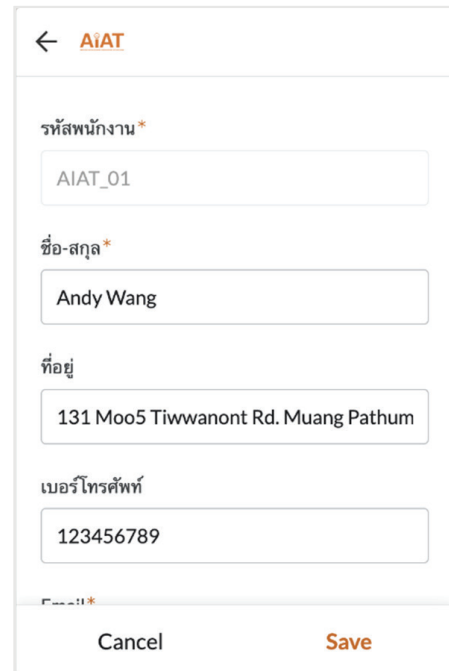 ← AiAT
รหัสพนักงาน*
AIAT_01
ชื่อ-สกุล*
Andy Wang
ที่อยู่
131 Moo5 Tiwwanont Rd. Muang Pathum
เบอร์โทรศัพท์
123456789
Email*
Cancel Save